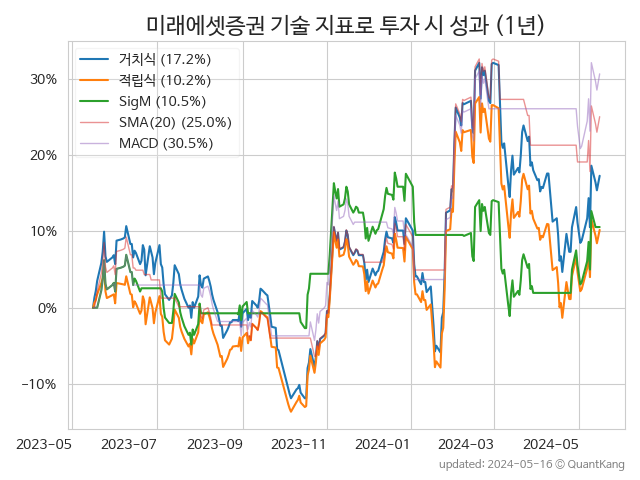 미래에셋증권 기술 지표로 투자 시 성과 (1년)
거치식 (17.2%)
적립식 (10.2%)
SigM (10.5%)
SMA(20) (25.0%)
MACD (30.5%)
30%
20%
10%
0%
−10%
2023-05
2023-07
2023-09
2023-11
2024-01
2024-03
2024-05
updated: 2024-05-16 © QuantKang